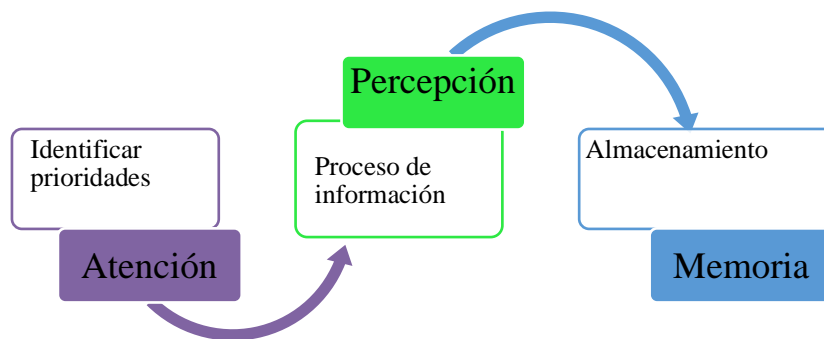 Identificar
prioridades
Atención
Percepción
Proceso de
información
Almacenamiento
Memoria